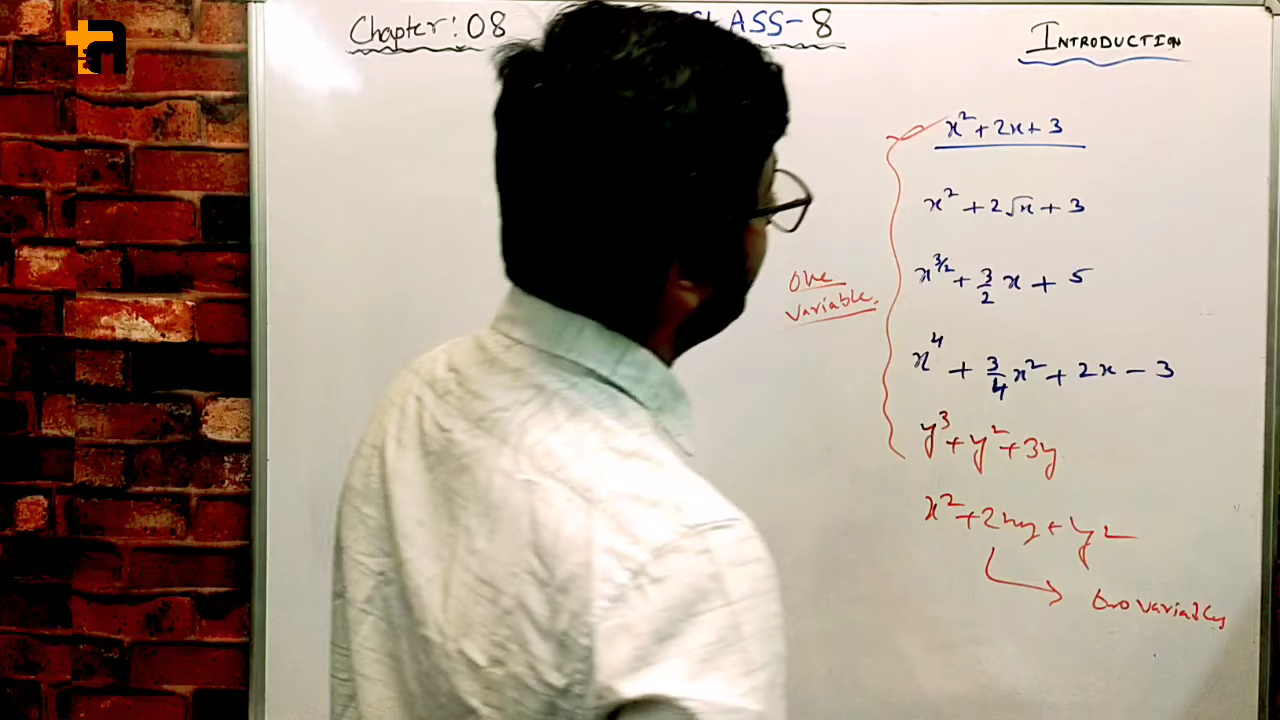 Chapter: 08
CLASS-8
INTRODUCTION
x² + 2x + 3
x² + 2√x + 3
x^3/2 + 3/2 x + 5
One
variable.
x⁴ + 3/4 x² + 2x - 3
y³ + y² + 3y
x² + 2xy + y²
two variables